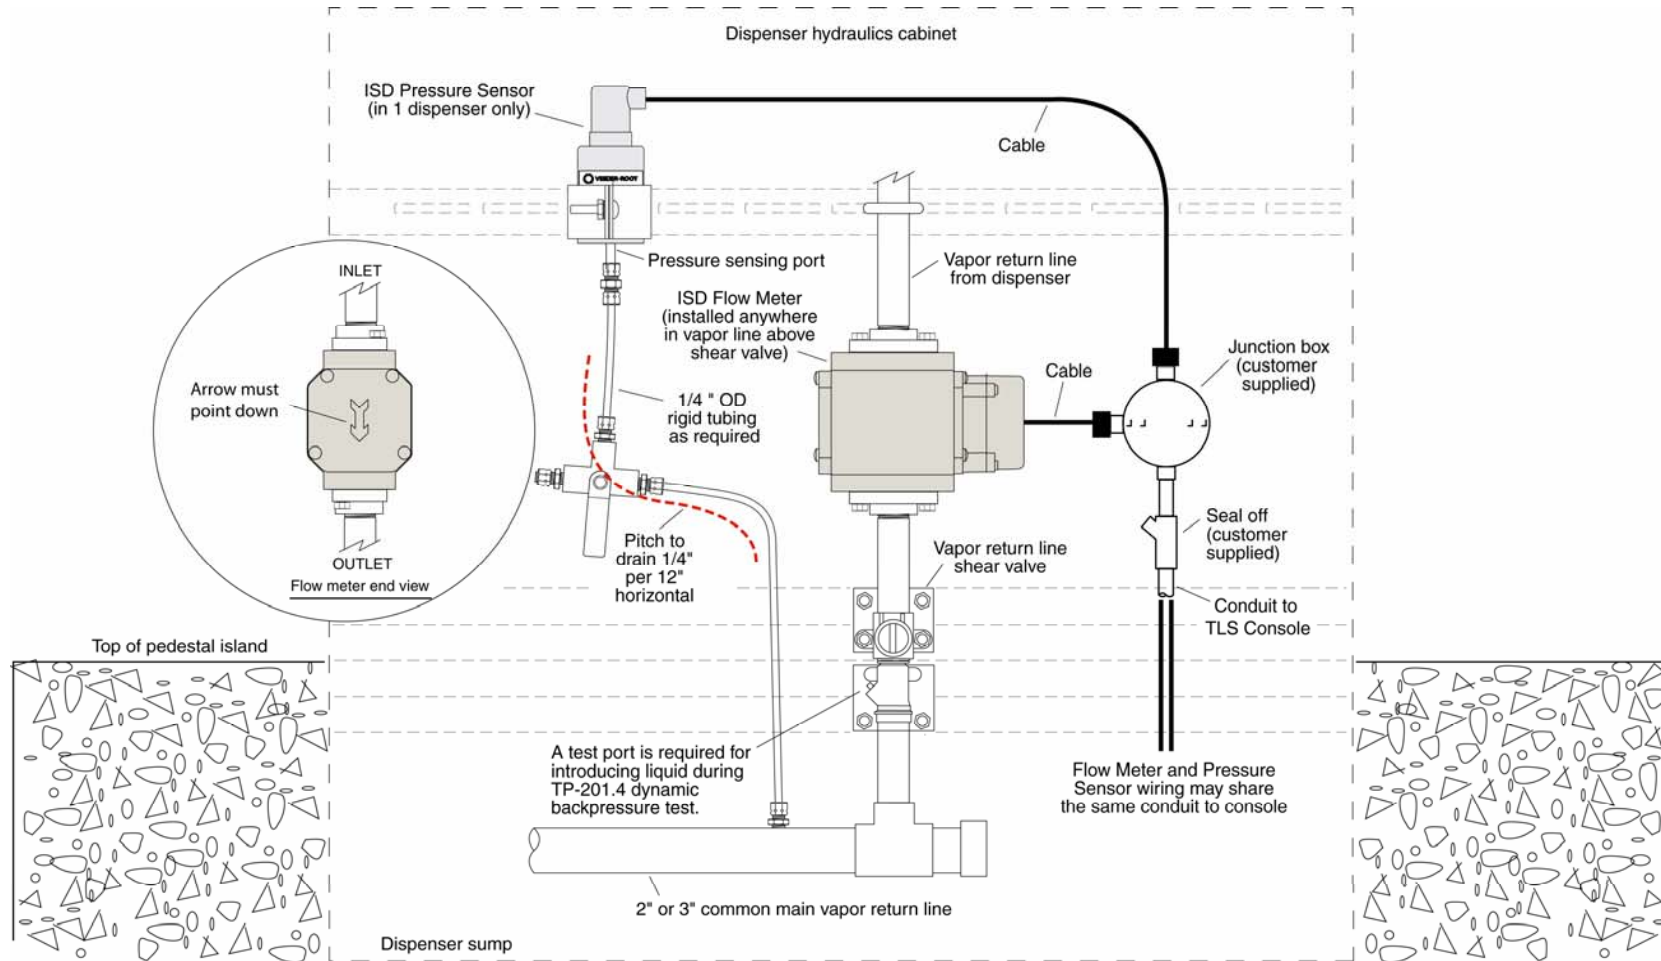 Dispenser hydraulics cabinet
ISD Pressure Sensor
(in 1 dispenser only)
Cable
VEEDER-ROOT
Pressure sensing port
Vapor return line
from dispenser
INLET
ISD Flow Meter
(installed anywhere
in vapor line above
shear valve)
Junction box
(customer
supplied)
Arrow must
point down
1/4 " OD
rigid tubing
as required
Cable
OUTLET
Flow meter end view
Pitch to
drain 1/4"
per 12"
horizontal
Vapor return line
shear valve
Seal off
(customer
supplied)
Conduit to
TLS Console
Top of pedestal island
A test port is required for
introducing liquid during
TP-201.4 dynamic
backpressure test.
Flow Meter and Pressure
Sensor wiring may share
the same conduit to console
2" or 3" common main vapor return line
Dispenser sump